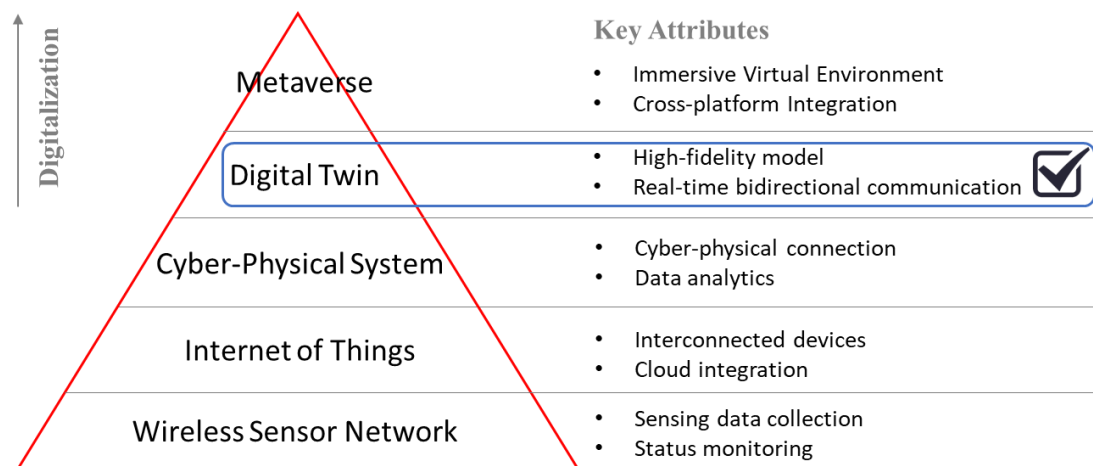 Digitalization
Key Attributes
Metaverse
• Immersive Virtual Environment
• Cross-platform Integration
Digital Twin
• High-fidelity model
• Real-time bidirectional communication
Cyber-Physical System
• Cyber-physical connection
• Data analytics
Internet of Things
• Interconnected devices
• Cloud integration
Wireless Sensor Network
• Sensing data collection
• Status monitoring